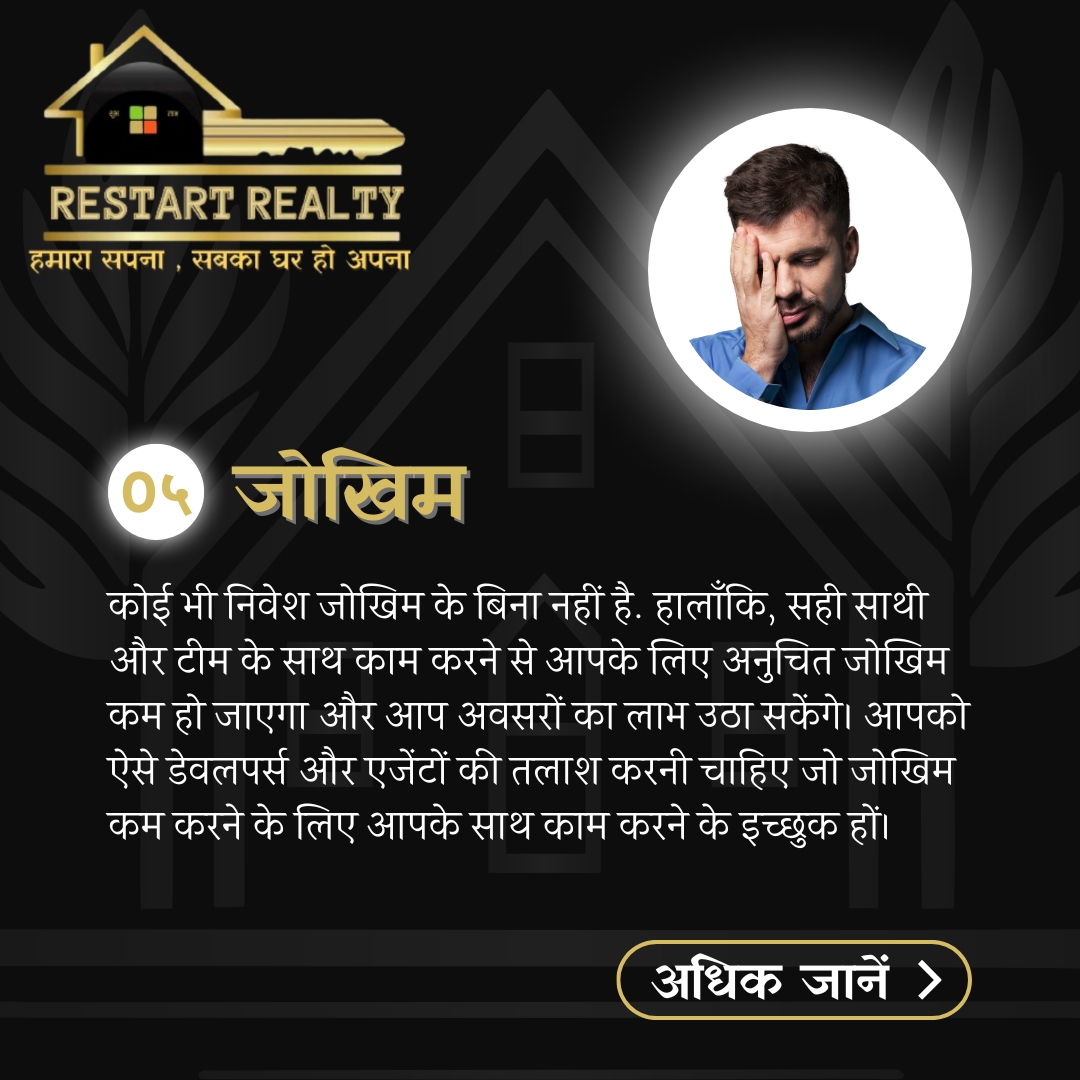 RESTART REALTY
हमारा सपना , सबका घर हो अपना
०५ जोखिम
कोई भी निवेश जोखिम के बिना नहीं है. हालाँकि, सही साथी
और टीम के साथ काम करने से आपके लिए अनुचित जोखिम
कम हो जाएगा और आप अवसरों का लाभ उठा सकेंगे। आपको
ऐसे डेवलपर्स और एजेंटों की तलाश करनी चाहिए जो जोखिम
कम करने के लिए आपके साथ काम करने के इच्छुक हों।
अधिक जानें >